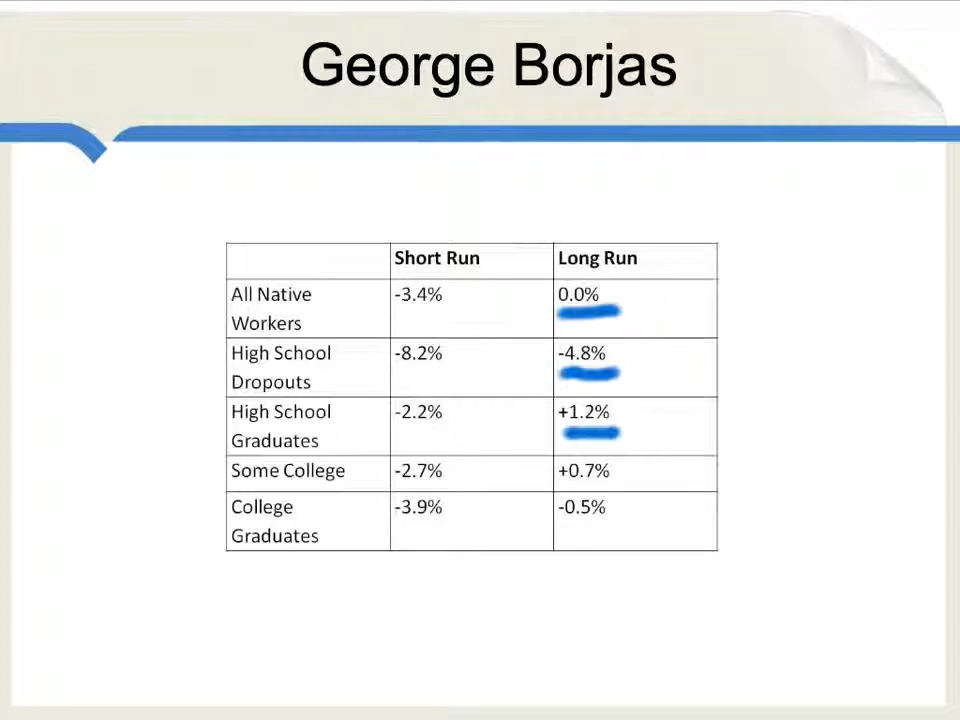 George Borjas
Short Run Long Run
All Native -3.4% 0.0%
Workers
High School -8.2% -4.8%
Dropouts
High School -2.2% +1.2%
Graduates
Some College -2.7% +0.7%
College -3.9% -0.5%
Graduates